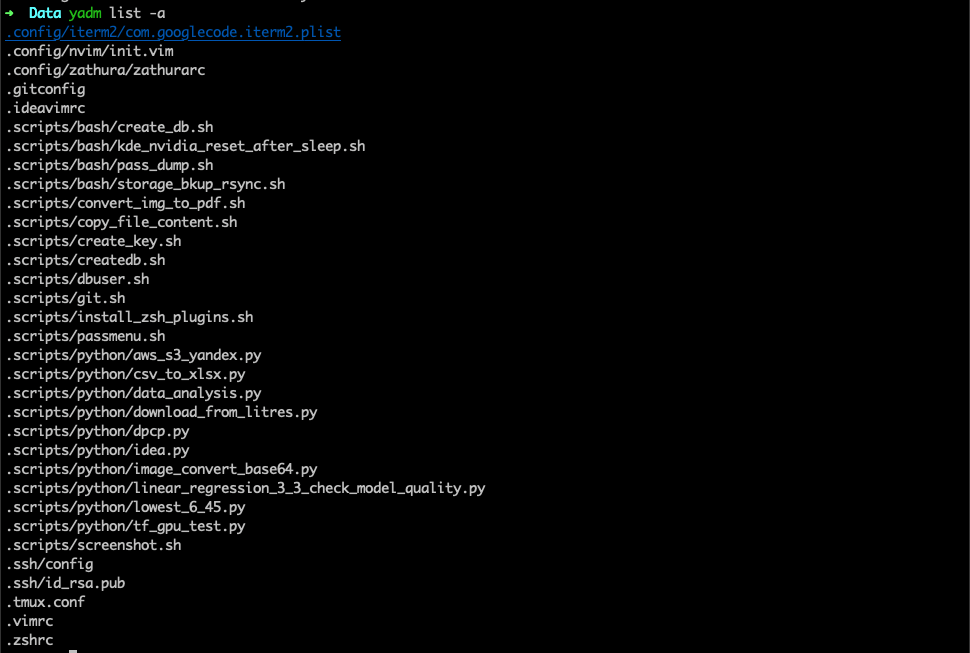 ➜ Data yadm list -a
.config/iterm2/com.googlecode.iterm2.plist
.config/nvim/init.vim
.config/zathura/zathurarc
.gitconfig
.ideavimrc
.scripts/bash/create_db.sh
.scripts/bash/kde_nvidia_reset_after_sleep.sh
.scripts/bash/pass_dump.sh
.scripts/bash/storage_bkup_rsync.sh
.scripts/convert_img_to_pdf.sh
.scripts/copy_file_content.sh
.scripts/create_key.sh
.scripts/createdb.sh
.scripts/dbuser.sh
.scripts/git.sh
.scripts/install_zsh_plugins.sh
.scripts/passmenu.sh
.scripts/python/aws_s3_yandex.py
.scripts/python/csv_to_xlsx.py
.scripts/python/data_analysis.py
.scripts/python/download_from_litres.py
.scripts/python/dpcp.py
.scripts/python/idea.py
.scripts/python/image_convert_base64.py
.scripts/python/linear_regression_3_3_check_model_quality.py
.scripts/python/lowest_6_45.py
.scripts/python/tf_gpu_test.py
.scripts/screenshot.sh
.ssh/config
.ssh/id_rsa.pub
.tmux.conf
.vimrc
.zshrc